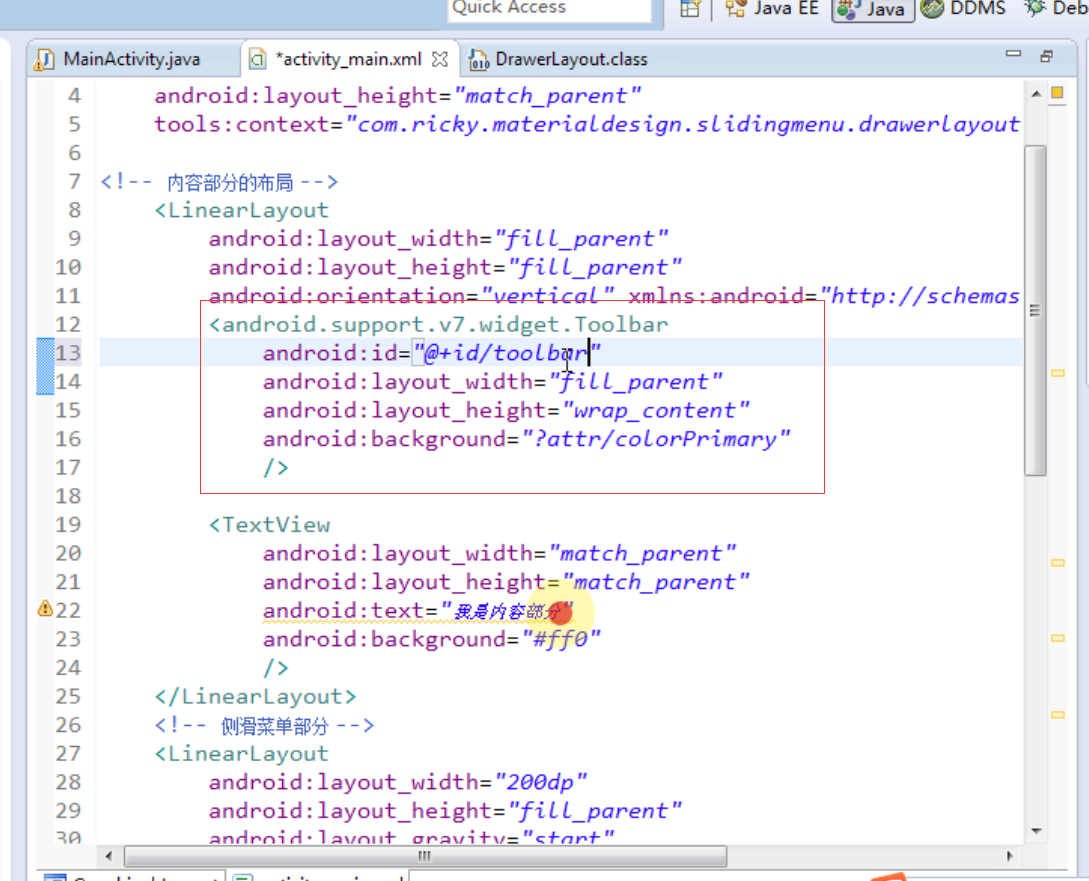 Quick Access
Java EE
Java
DDMS
Deb
MainActivity.java
*activity_main.xml
DrawerLayout.class
4 android:layout_height="match_parent"
5 tools:context="com.ricky.materialdesign.slidingmenu.drawerlayout
6
7 <!-- 内容部分的布局 -->
8 <LinearLayout
9 android:layout_width="fill_parent"
10 android:layout_height="fill_parent"
11 android:orientation="vertical" xmlns:android="http://schemas
12 <android.support.v7.widget.Toolbar
13 android:id="@+id/toolbar"
14 android:layout_width="fill_parent"
15 android:layout_height="wrap_content"
16 android:background="?attr/colorPrimary"
17 />
18
19 <TextView
20 android:layout_width="match_parent"
21 android:layout_height="match_parent"
22 android:text="我是内容部分"
23 android:background="#ff0"
24 />
25 </LinearLayout>
26 <!-- 侧滑菜单部分 -->
27 <LinearLayout
28 android:layout_width="200dp"
29 android:layout_height="fill_parent"
30 android:layout_gravity="start"